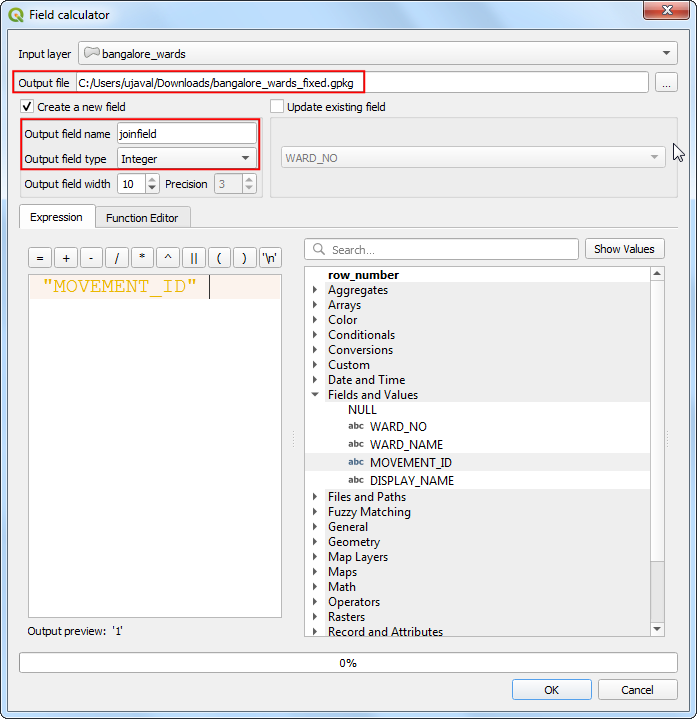 Field calculator
Input layer bangalore_wards
Output file C:/Users/ujaval/Downloads/bangalore_wards_fixed.gpkg ...
Create a new field Update existing field
Output field name joinfield
Output field type Integer
WARD_NO
Output field width 10 Precision 3
Expression Function Editor
= + - / * ^ || ( ) '\n' Search... Show Values
"MOVEMENT_ID"
row_number
Aggregates
Arrays
Color
Conditionals
Conversions
Custom
Date and Time
Fields and Values
NULL
abc WARD_NO
abc WARD_NAME
abc MOVEMENT_ID
abc DISPLAY_NAME
Files and Paths
Fuzzy Matching
General
Geometry
Map Layers
Maps
Math
Operators
Rasters
Record and Attributes
Output preview: '1'
0%
OK Cancel